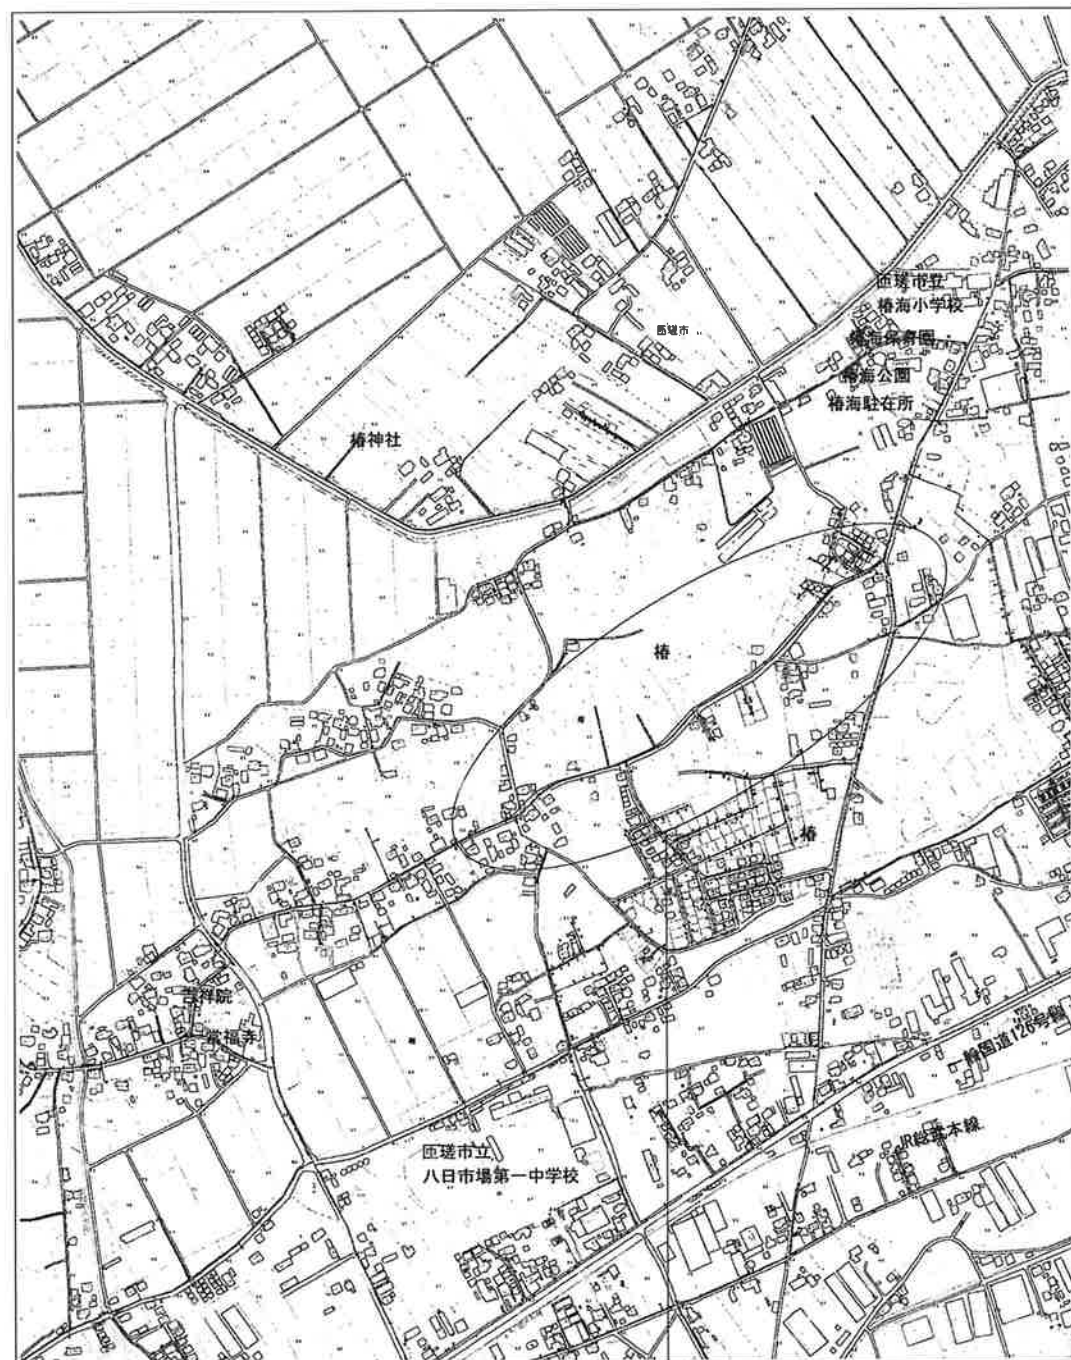 匝瑳市立
椿海小学校
匝瑳市
椿海保育園
椿海公園
椿海駐在所
椿神社
椿
椿
吉祥院
常福寺
国道126号
JR総武本線
匝瑳市立
八日市場第一中学校